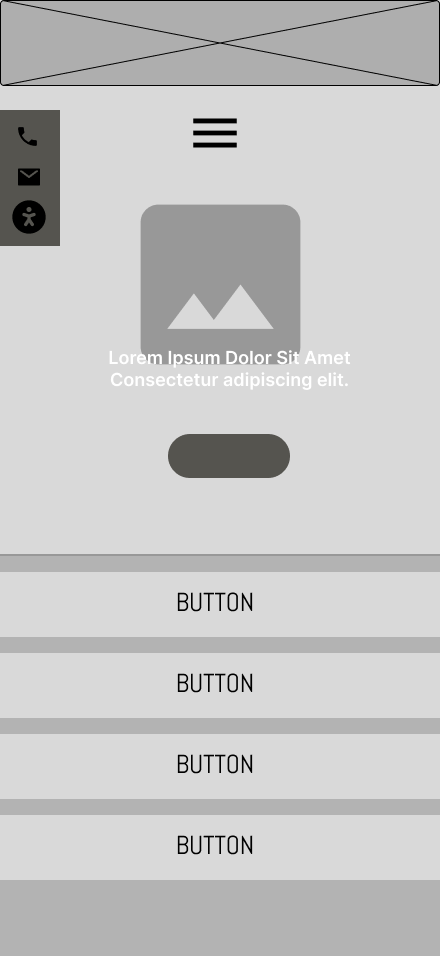 Lorem Ipsum Dolor Sit Amet
Consectetur adipiscing elit.
BUTTON
BUTTON
BUTTON
BUTTON